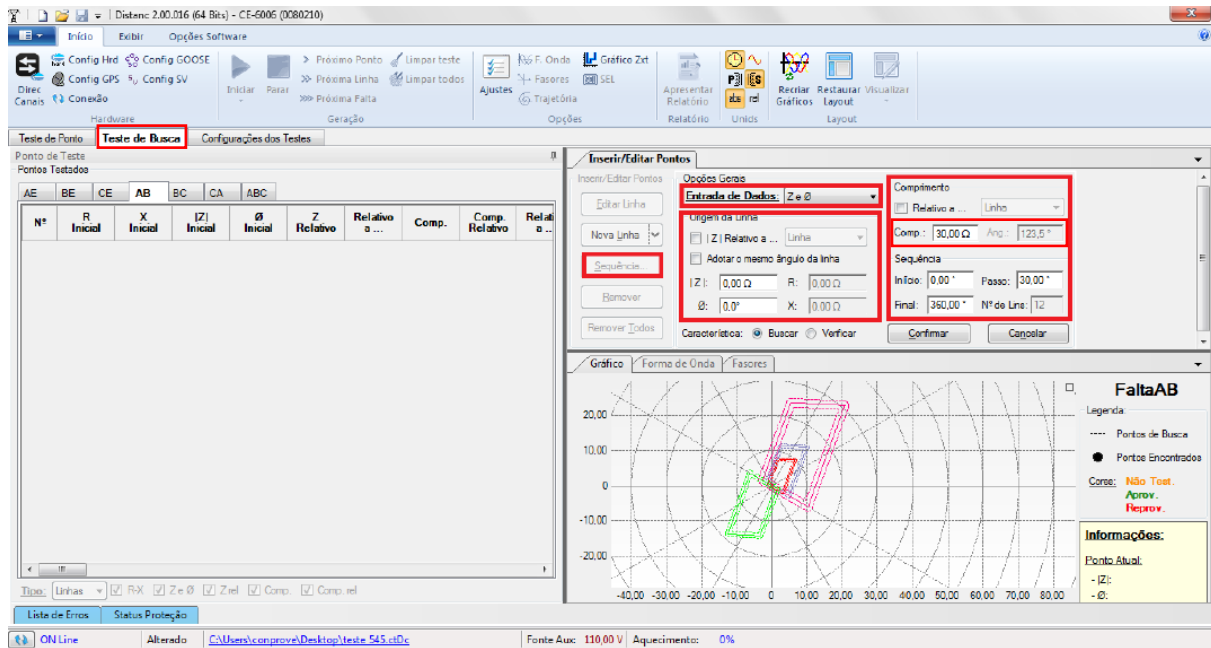 Distanc 2.00.016 (64 Bits) - CE-6006 (0080210)
Início Exibir Opções Software
Direc Canais
Config Hrd Config GOOSE
Config GPS Config SV
Conexão
Hardware
Iniciar Parar
Próximo Ponto Limpar teste
Próxima Linha Limpar todos
Próxima Falta
Geração
Ajustes
F. Onda Gráfico Zxt
Fasores SEL
Trajetória
Opções
Apresentar Relatório
Relatório
abs rel
Unids
Recriar Gráficos
Restaurar Layout
Visualizar
Layout
Teste de Ponto Teste de Busca Configurações dos Testes
Ponto de Teste
Pontos Testados
AE BE CE AB BC CA ABC
Nº R Inicial X Inicial |Z| Inicial Ø Inicial Z Relativo Relativo a ... Comp. Comp. Relativo Relati a ..
Tipo: Linhas R-X Z e Ø Z rel Comp. Comp. rel
Inserir/Editar Pontos
Inserir/Editar Pontos
Editar Linha
Nova Linha
Sequência...
Remover
Remover Todos
Opções Gerais
Entrada de Dados: Z e Ø
Origem da Linha
| Z | Relativo a ... Linha
Adotar o mesmo ângulo da linha
|Z|: 0,00 Ω R: 0,00 Ω
Ø: 0,0° X: 0,00 Ω
Característica: Buscar Verificar
Comprimento
Relativo a ... Linha
Comp.: 30,00 Ω Ang.: 123,5 °
Sequência
Início: 0,00 ° Passo: 30,00 °
Final: 360,00 ° Nº de Lins: 12
Confirmar Cancelar
Gráfico Forma de Onda Fasores
20,00
10,00
0
-10,00
-20,00
-40,00 -30,00 -20,00 -10,00 0 10,00 20,00 30,00 40,00 50,00 60,00 70,00 80,00
FaltaAB
Legenda:
Pontos de Busca
Pontos Encontrados
Cores: Não Test.
Aprov.
Reprov.
Informações:
Ponto Atual:
- |Z|:
- Ø:
Lista de Erros Status Proteção
ON Line Alterado C:\Users\conprove\Desktop\teste 545.ctDc Fonte Aux: 110,00 V Aquecimento: 0%